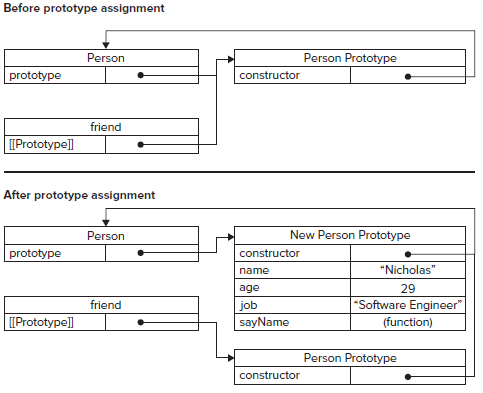 Before prototype assignment
Person
prototype
Person Prototype
constructor
friend
[[Prototype]]
After prototype assignment
Person
prototype
New Person Prototype
constructor
name “Nicholas”
age 29
job “Software Engineer”
sayName (function)
friend
[[Prototype]]
Person Prototype
constructor